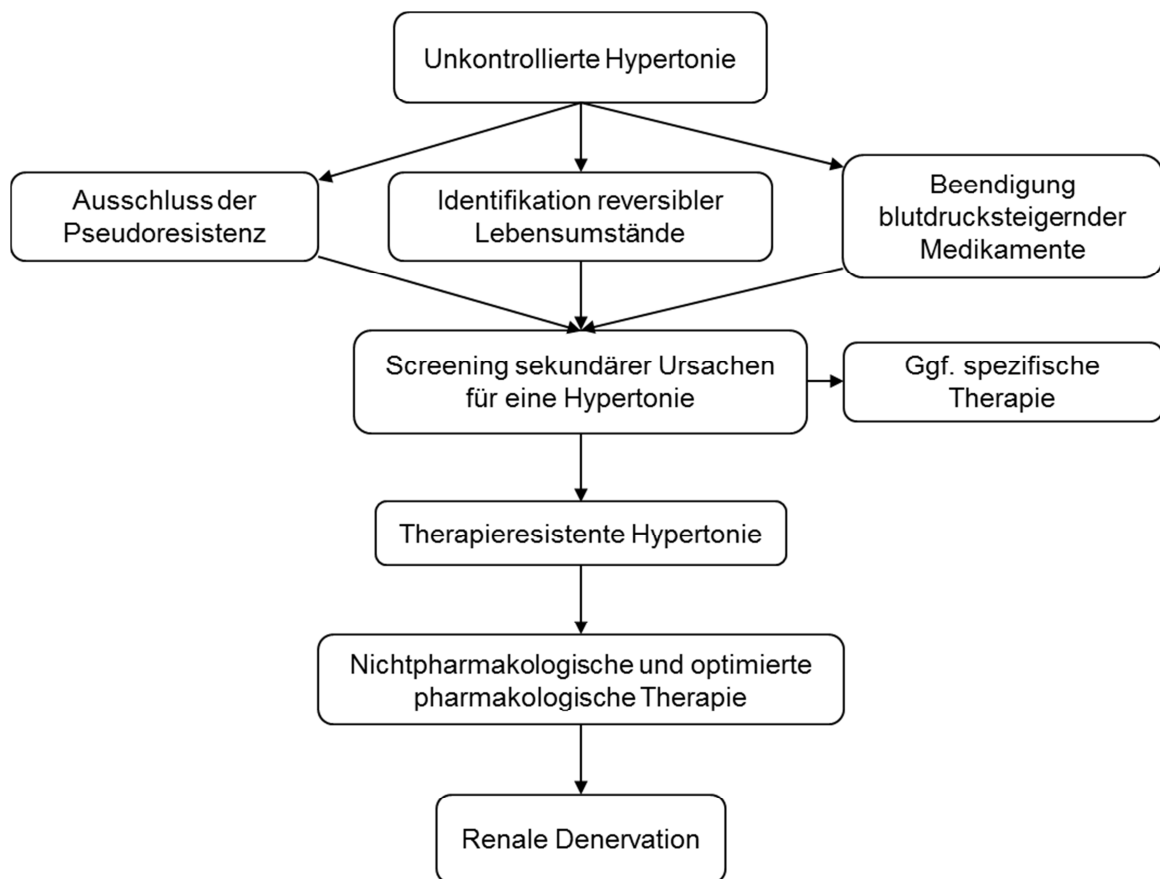 Unkontrollierte Hypertonie
Ausschluss der
Pseudoresistenz
Identifikation reversibler
Lebensumstände
Beendigung
blutdrucksteigernder
Medikamente
Screening sekundärer Ursachen
für eine Hypertonie
Ggf. spezifische
Therapie
Therapieresistente Hypertonie
Nichtpharmakologische und optimierte
pharmakologische Therapie
Renale Denervation